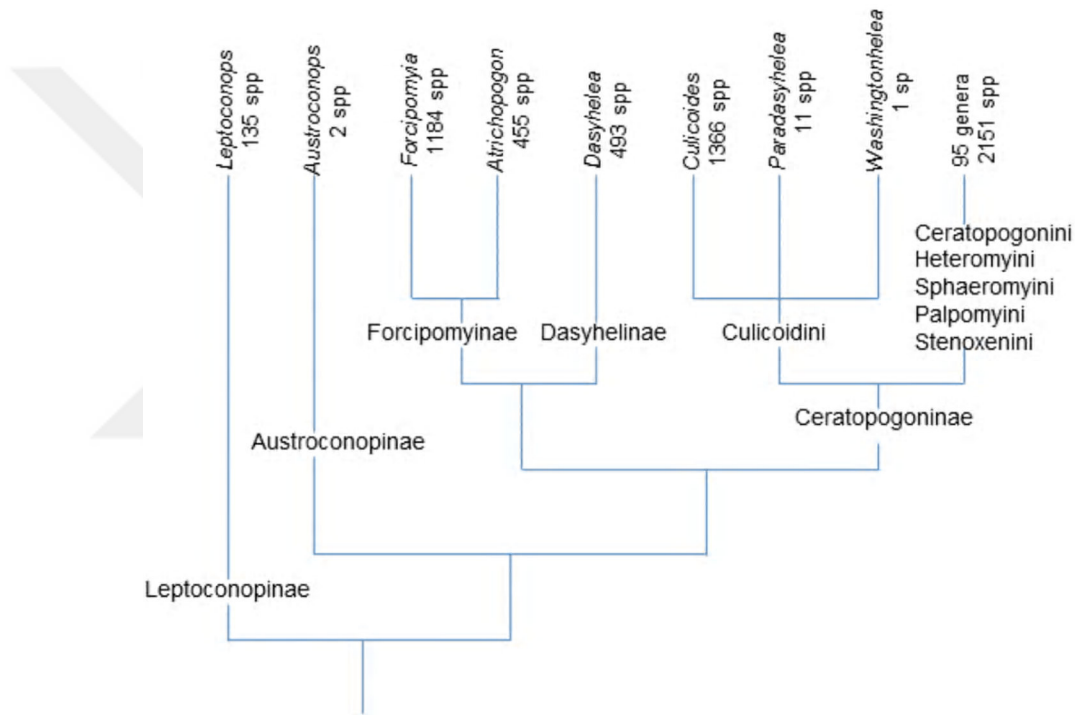 Leptoconops
135 spp
Austroconops
2 spp
Forcipomyia
1184 spp
Atrichopogon
455 spp
Dasyhelea
493 spp
Culicoides
1366 spp
Paradasyhelea
11 spp
Washingtonhelea
1 sp
95 genera
2151 spp
Ceratopogonini
Heteromyini
Sphaeromyini
Palpomyini
Stenoxenini
Forcipomyinae
Dasyhelinae
Culicoidini
Ceratopogoninae
Austroconopinae
Leptoconopinae